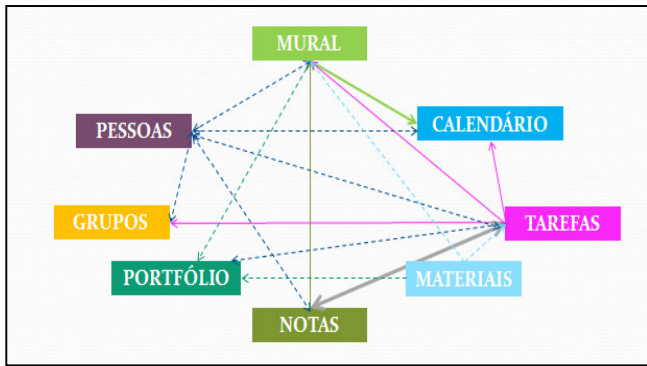 MURAL
PESSOAS
CALENDÁRIO
GRUPOS
TAREFAS
PORTFÓLIO
MATERIAIS
NOTAS